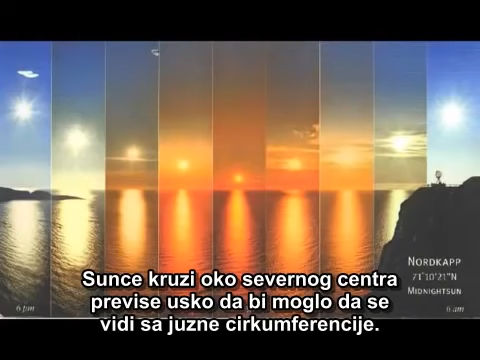 NORDKAPP
71°10'21"N
MIDNIGHTSUN
6 pm
6 am
Sunce kruzi oko severnog centra
previse usko da bi moglo da se
vidi sa juzne cirkumferencije.